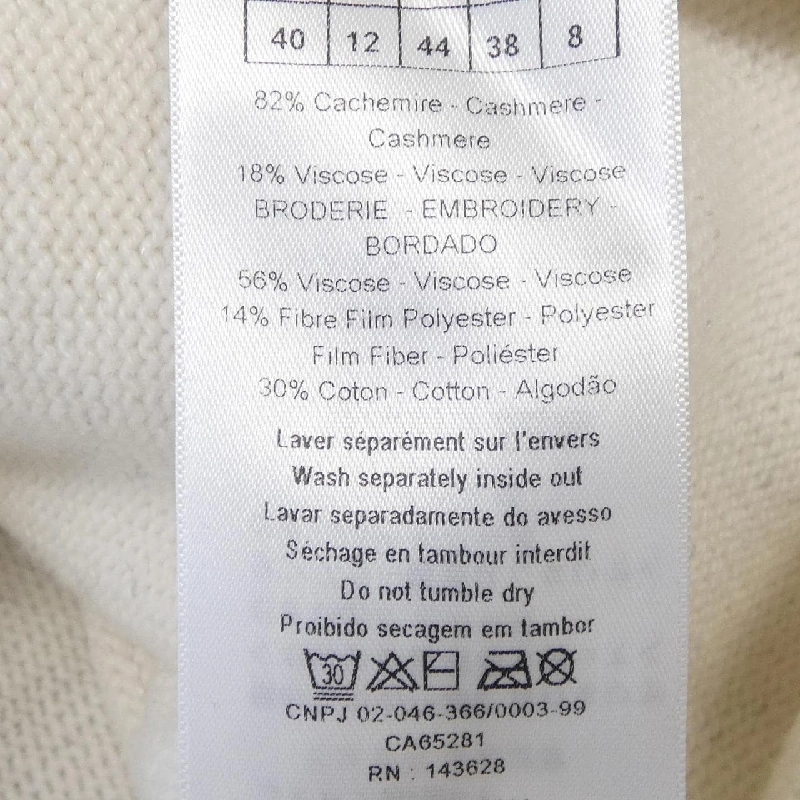 40 12 44 38 8
82% Cachemire - Cashmere -
Cashmere
18% Viscose - Viscose - Viscose
BRODERIE - EMBROIDERY -
BORDADO
56% Viscose - Viscose - Viscose
14% Fibre Film Polyester - Polyester
Film Fiber - Poliéster
30% Coton - Cotton - Algodão
Laver séparément sur l'envers
Wash separately inside out
Lavar separadamente do avesso
Séchage en tambour interdit
Do not tumble dry
Proibido secagem em tambor
30
CNPJ 02-046-366/0003-99
CA65281
RN : 143628